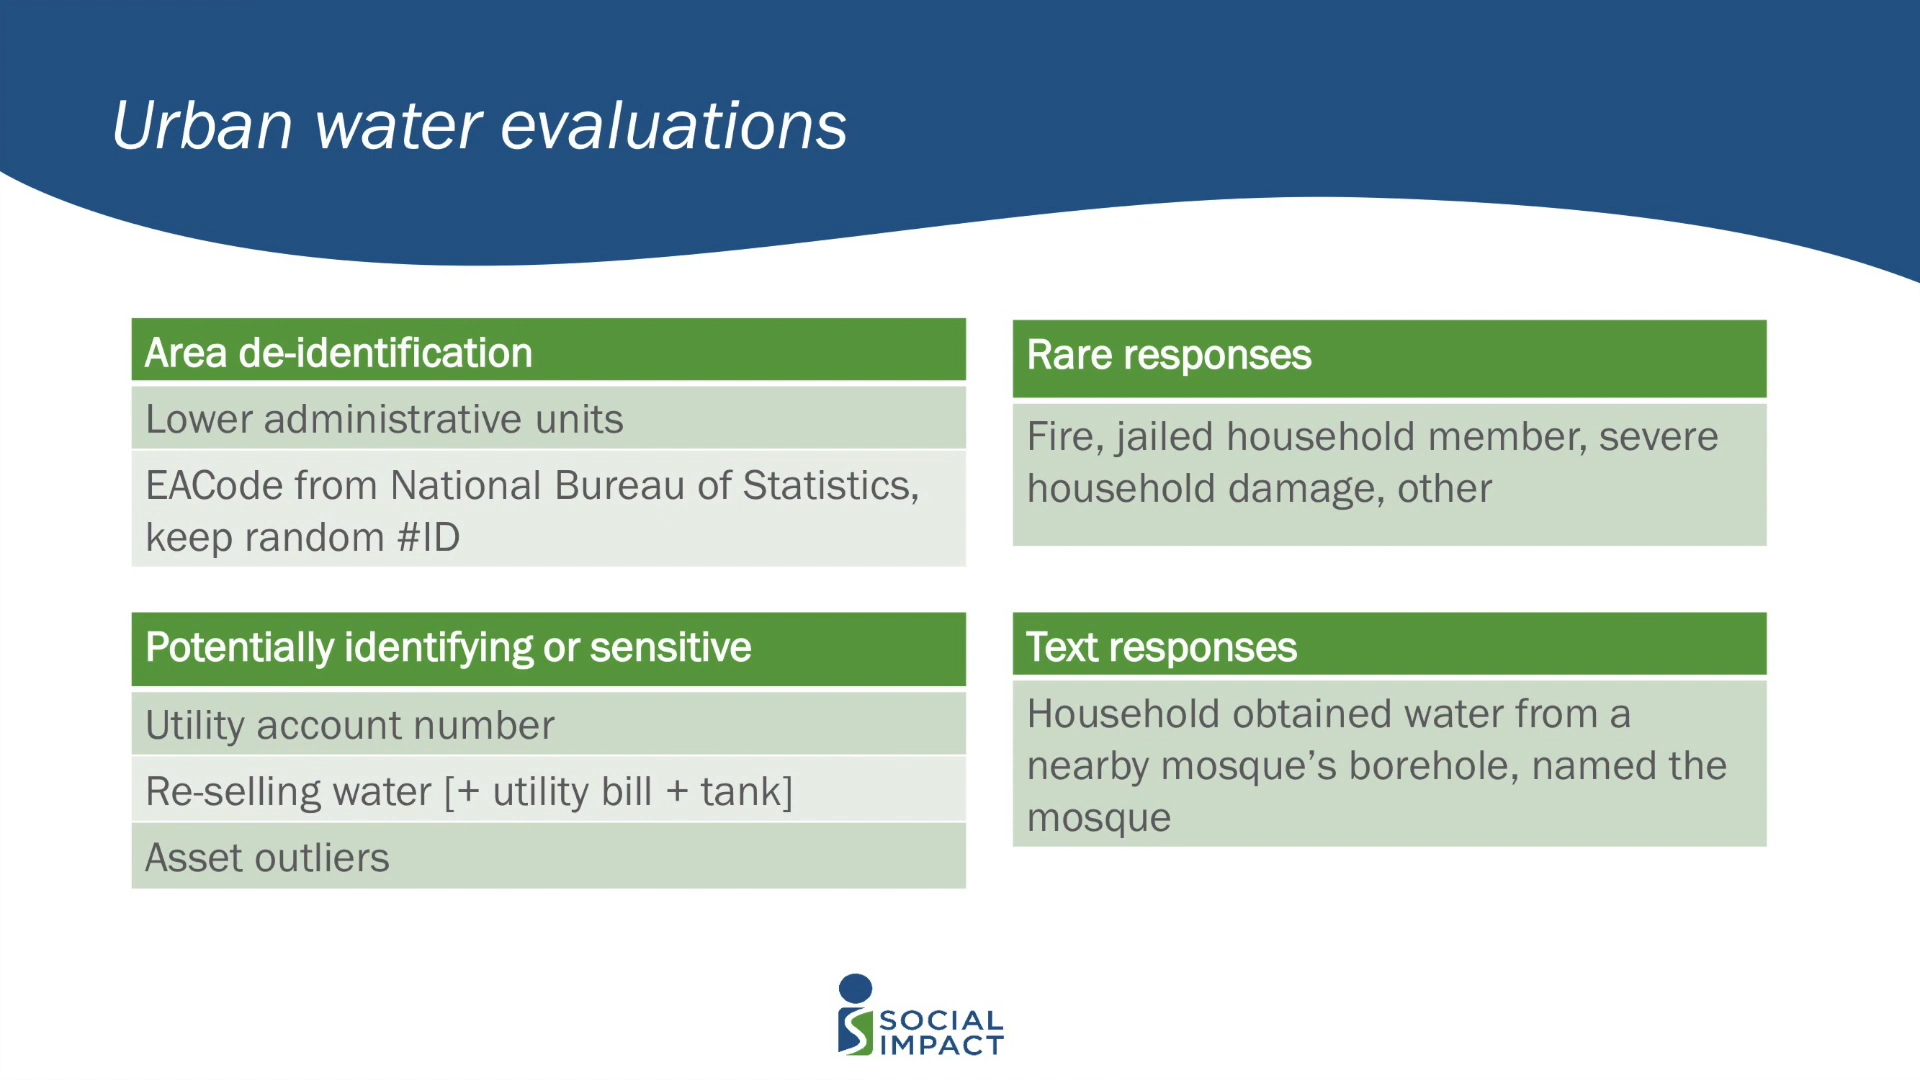 Urban water evaluations
Area de-identification
Lower administrative units
EACode from National Bureau of Statistics,
keep random #ID
Rare responses
Fire, jailed household member, severe
household damage, other
Potentially identifying or sensitive
Utility account number
Re-selling water [+ utility bill + tank]
Asset outliers
Text responses
Household obtained water from a
nearby mosque’s borehole, named the
mosque
SOCIAL
IMPACT